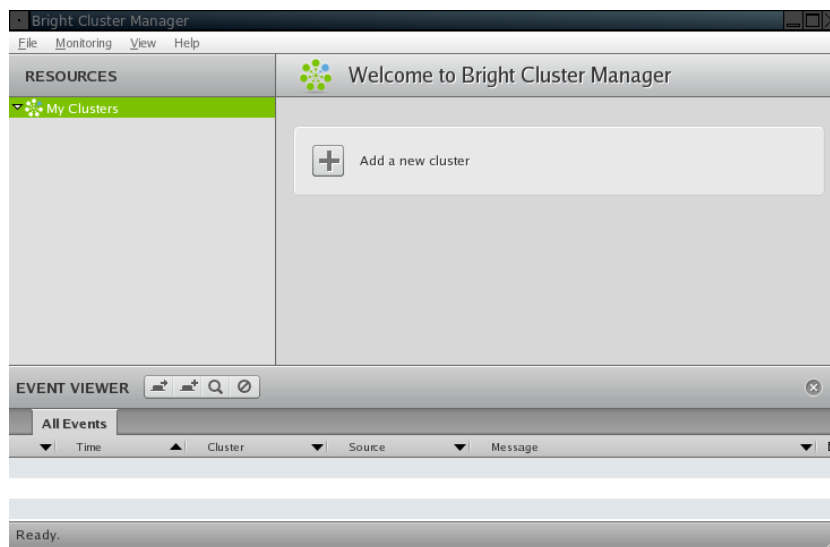 Bright Cluster Manager
File Monitoring View Help
RESOURCES
Welcome to Bright Cluster Manager
My Clusters
Add a new cluster
EVENT VIEWER
All Events
Time Cluster Source Message
Ready.